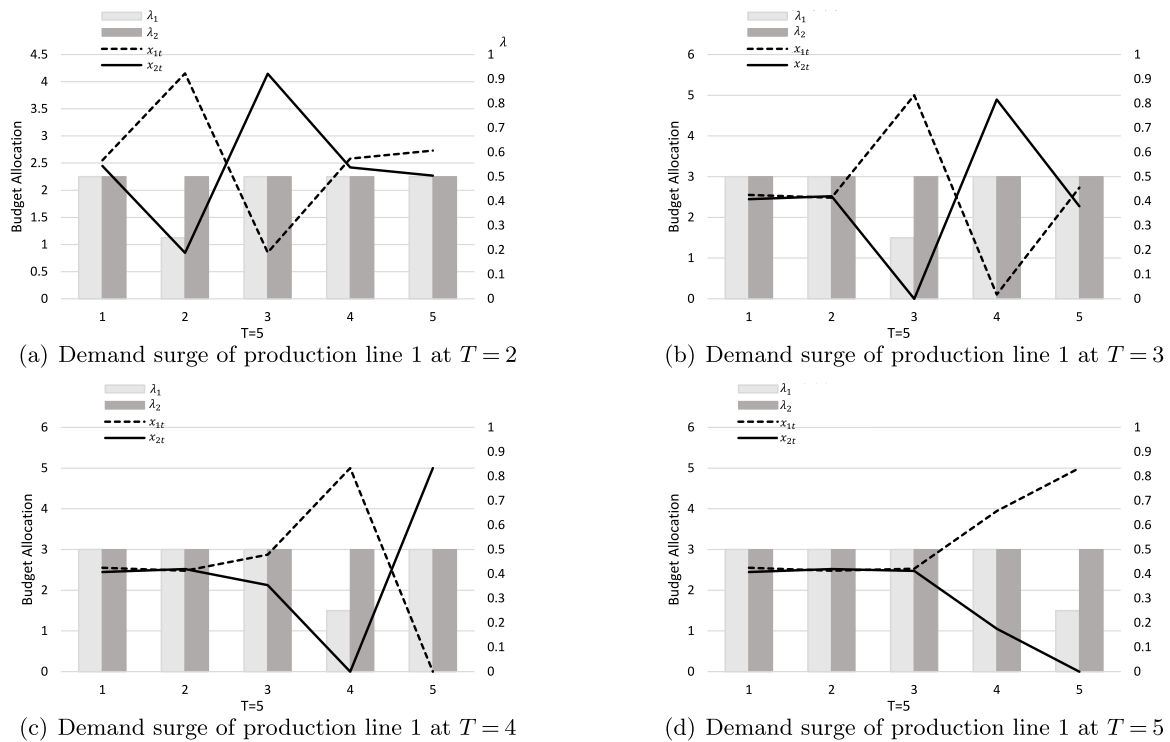 λ₁
λ₂
x₁ₜ
x₂ₜ
λ
Budget Allocation
4.5
4
3.5
3
2.5
2
1.5
1
0.5
0
1
0.9
0.8
0.7
0.6
0.5
0.4
0.3
0.2
0.1
0
1 2 3 4 5
T=5
(a) Demand surge of production line 1 at T = 2
λ₁
λ₂
x₁ₜ
x₂ₜ
Budget Allocation
6
5
4
3
2
1
0
1
0.9
0.8
0.7
0.6
0.5
0.4
0.3
0.2
0.1
0
1 2 3 4 5
T=5
(b) Demand surge of production line 1 at T = 3
λ₁
λ₂
x₁ₜ
x₂ₜ
Budget Allocation
6
5
4
3
2
1
0
1
0.9
0.8
0.7
0.6
0.5
0.4
0.3
0.2
0.1
0
1 2 3 4 5
T=5
(c) Demand surge of production line 1 at T = 4
λ₁
λ₂
x₁ₜ
x₂ₜ
Budget Allocation
6
5
4
3
2
1
0
1
0.9
0.8
0.7
0.6
0.5
0.4
0.3
0.2
0.1
0
1 2 3 4 5
T=5
(d) Demand surge of production line 1 at T = 5